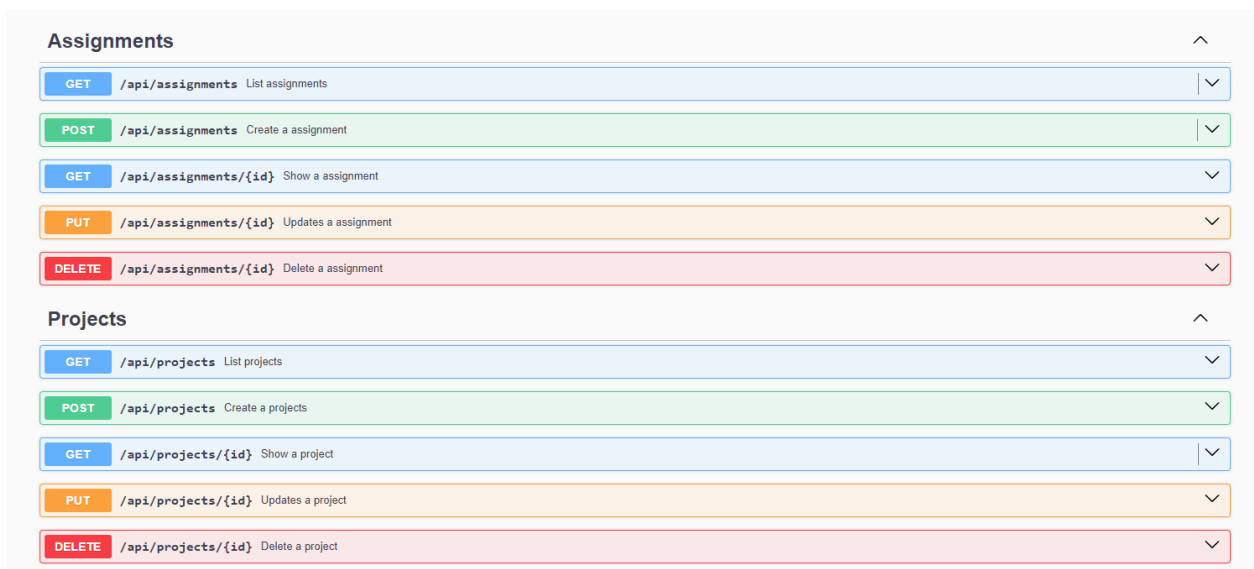 Assignments
GET /api/assignments List assignments
POST /api/assignments Create a assignment
GET /api/assignments/{id} Show a assignment
PUT /api/assignments/{id} Updates a assignment
DELETE /api/assignments/{id} Delete a assignment
Projects
GET /api/projects List projects
POST /api/projects Create a projects
GET /api/projects/{id} Show a project
PUT /api/projects/{id} Updates a project
DELETE /api/projects/{id} Delete a project